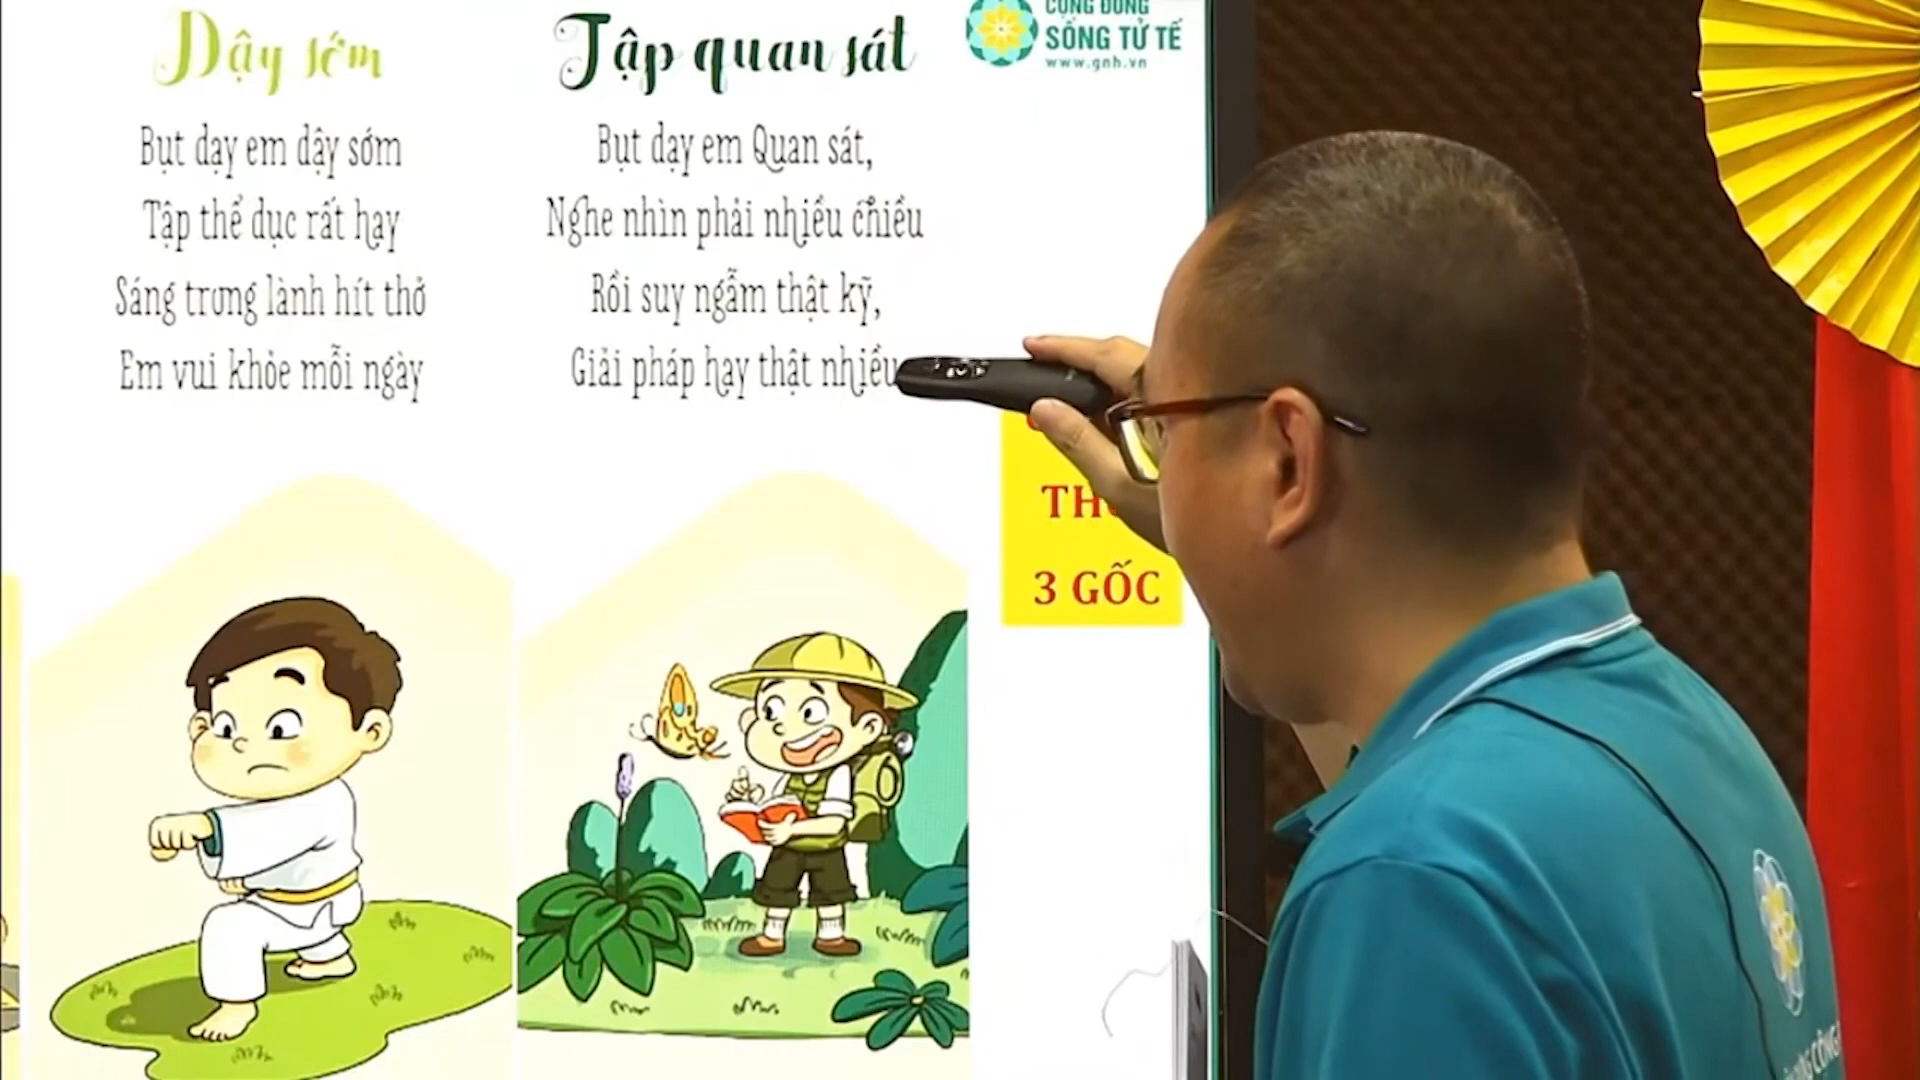 Dậy sớm
Bụt dạy em dậy sớm
Tập thể dục rất hay
Sáng trong lành hít thở
Em vui khỏe mỗi ngày
Tập quan sát
Bụt dạy em Quan sát,
Nghe nhìn phải nhiều chiều
Rồi suy ngẫm thật kỹ,
Giải pháp hay thật nhiều
CỘNG ĐỒNG
SỐNG TỬ TẾ
www.gnh.vn
3 GỐC